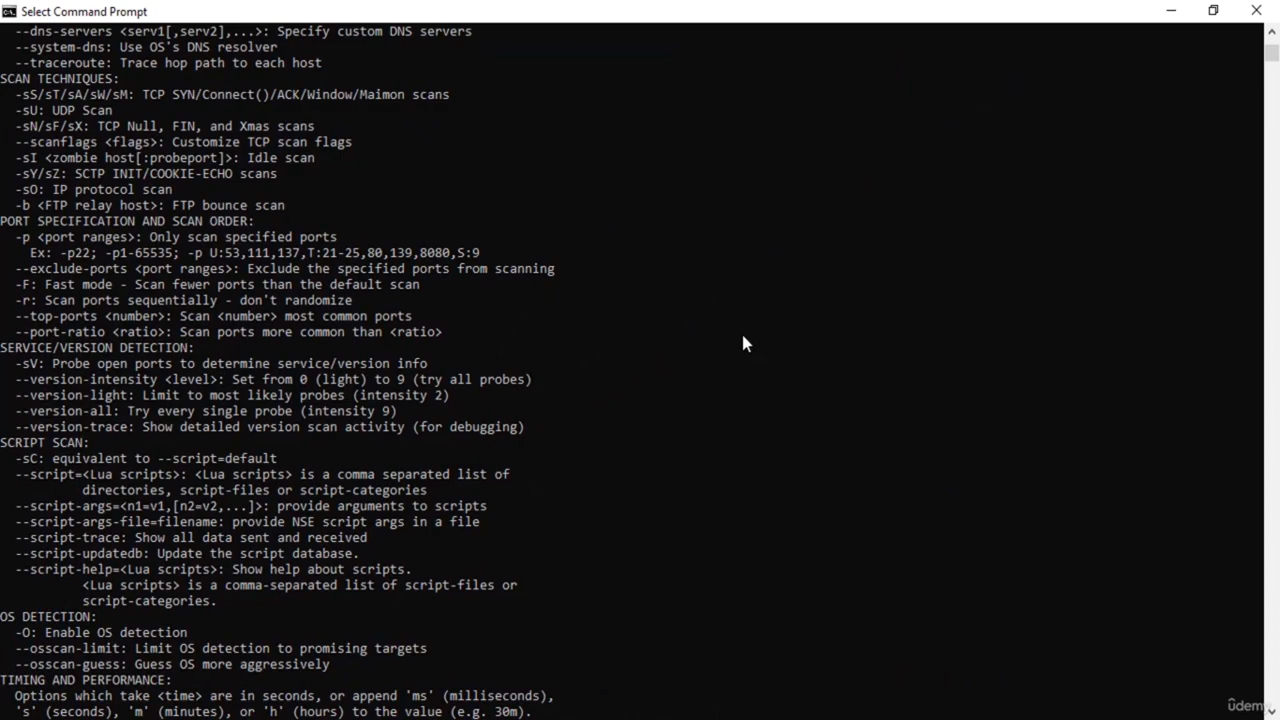 Select Command Prompt
--dns-servers <serv1[,serv2],...>: Specify custom DNS servers
--system-dns: Use OS's DNS resolver
--traceroute: Trace hop path to each host
SCAN TECHNIQUES:
-sS/sT/sA/sW/sM: TCP SYN/Connect()/ACK/Window/Maimon scans
-sU: UDP Scan
-sN/sF/sX: TCP Null, FIN, and Xmas scans
--scanflags <flags>: Customize TCP scan flags
-sI <zombie host[:probeport]>: Idle scan
-sY/sZ: SCTP INIT/COOKIE-ECHO scans
-sO: IP protocol scan
-b <FTP relay host>: FTP bounce scan
PORT SPECIFICATION AND SCAN ORDER:
-p <port ranges>: Only scan specified ports
Ex: -p22; -p1-65535; -p U:53,111,137,T:21-25,80,139,8080,S:9
--exclude-ports <port ranges>: Exclude the specified ports from scanning
-F: Fast mode - Scan fewer ports than the default scan
-r: Scan ports sequentially - don't randomize
--top-ports <number>: Scan <number> most common ports
--port-ratio <ratio>: Scan ports more common than <ratio>
SERVICE/VERSION DETECTION:
-sV: Probe open ports to determine service/version info
--version-intensity <level>: Set from 0 (light) to 9 (try all probes)
--version-light: Limit to most likely probes (intensity 2)
--version-all: Try every single probe (intensity 9)
--version-trace: Show detailed version scan activity (for debugging)
SCRIPT SCAN:
-sC: equivalent to --script=default
--script=<Lua scripts>: <Lua scripts> is a comma separated list of
directories, script-files or script-categories
--script-args=<n1=v1,[n2=v2,...]>: provide arguments to scripts
--script-args-file=filename: provide NSE script args in a file
--script-trace: Show all data sent and received
--script-updatedb: Update the script database.
--script-help=<Lua scripts>: Show help about scripts.
<Lua scripts> is a comma-separated list of script-files or
script-categories.
OS DETECTION:
-O: Enable OS detection
--osscan-limit: Limit OS detection to promising targets
--osscan-guess: Guess OS more aggressively
TIMING AND PERFORMANCE:
Options which take <time> are in seconds, or append 'ms' (milliseconds),
's' (seconds), 'm' (minutes), or 'h' (hours) to the value (e.g. 30m).
ûdemy